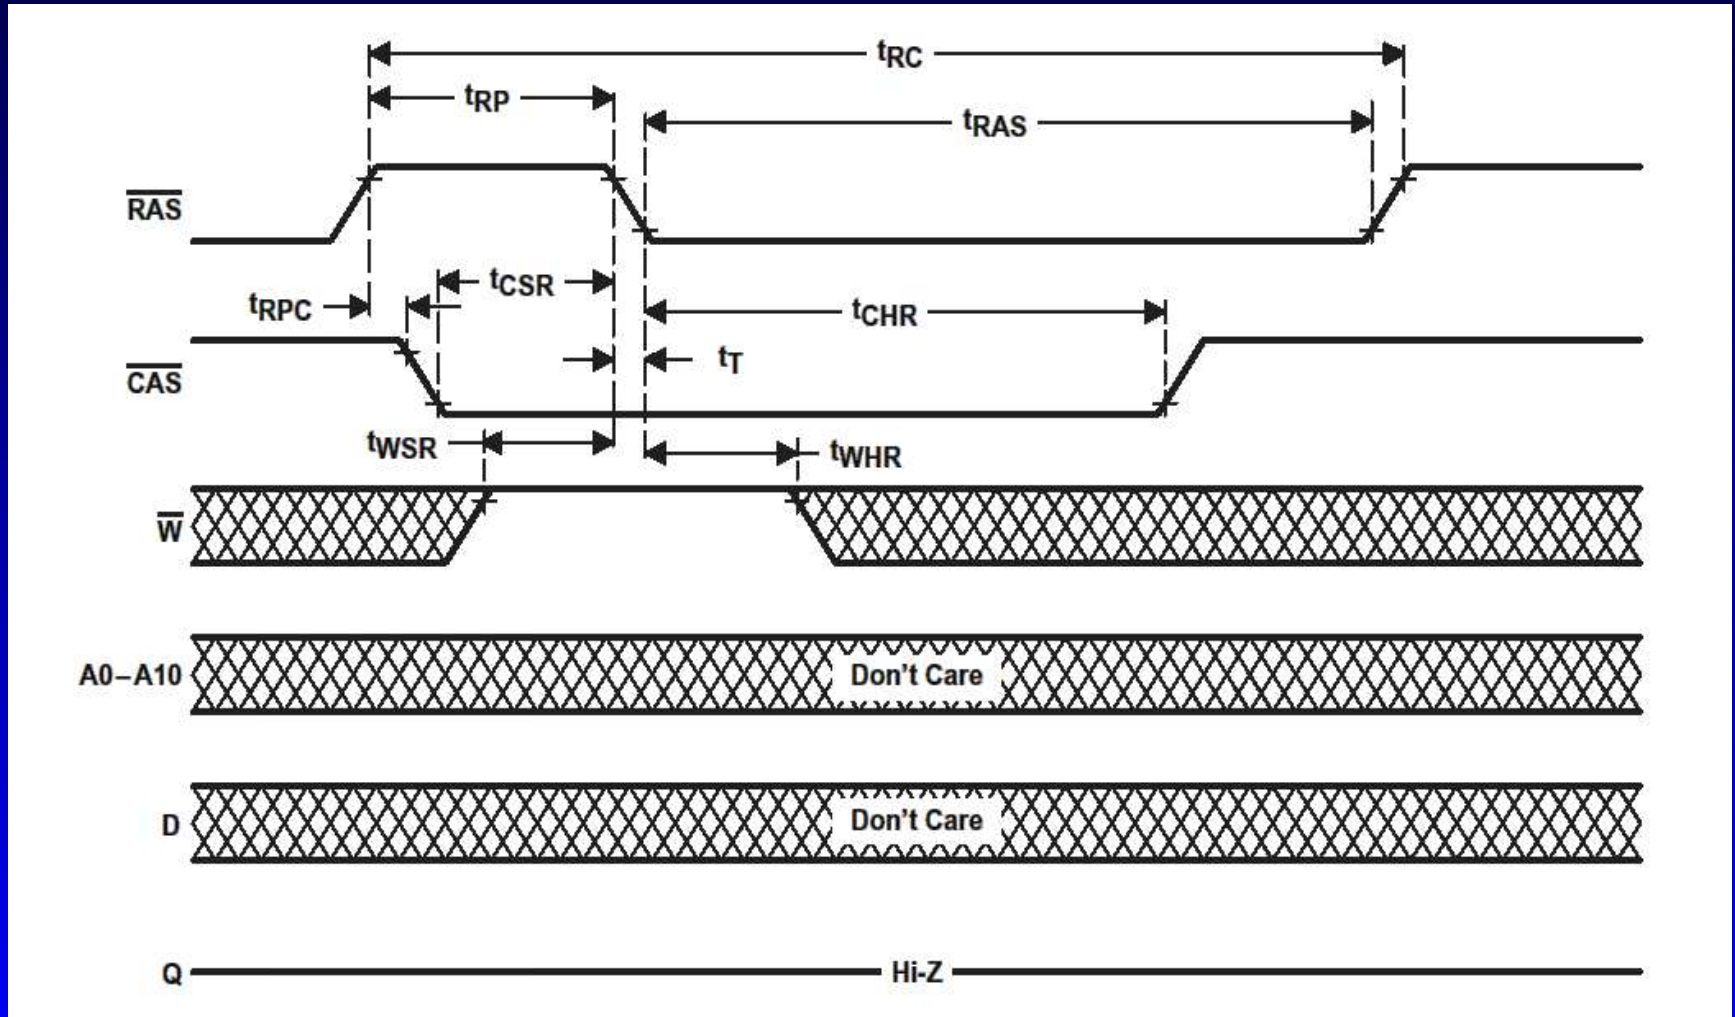 tRC
tRP
tRAS
RAS
tCSR
tRPC
tCHR
tT
CAS
tWSR
tWHR
W
A0–A10
Don't Care
D
Don't Care
Q
Hi-Z